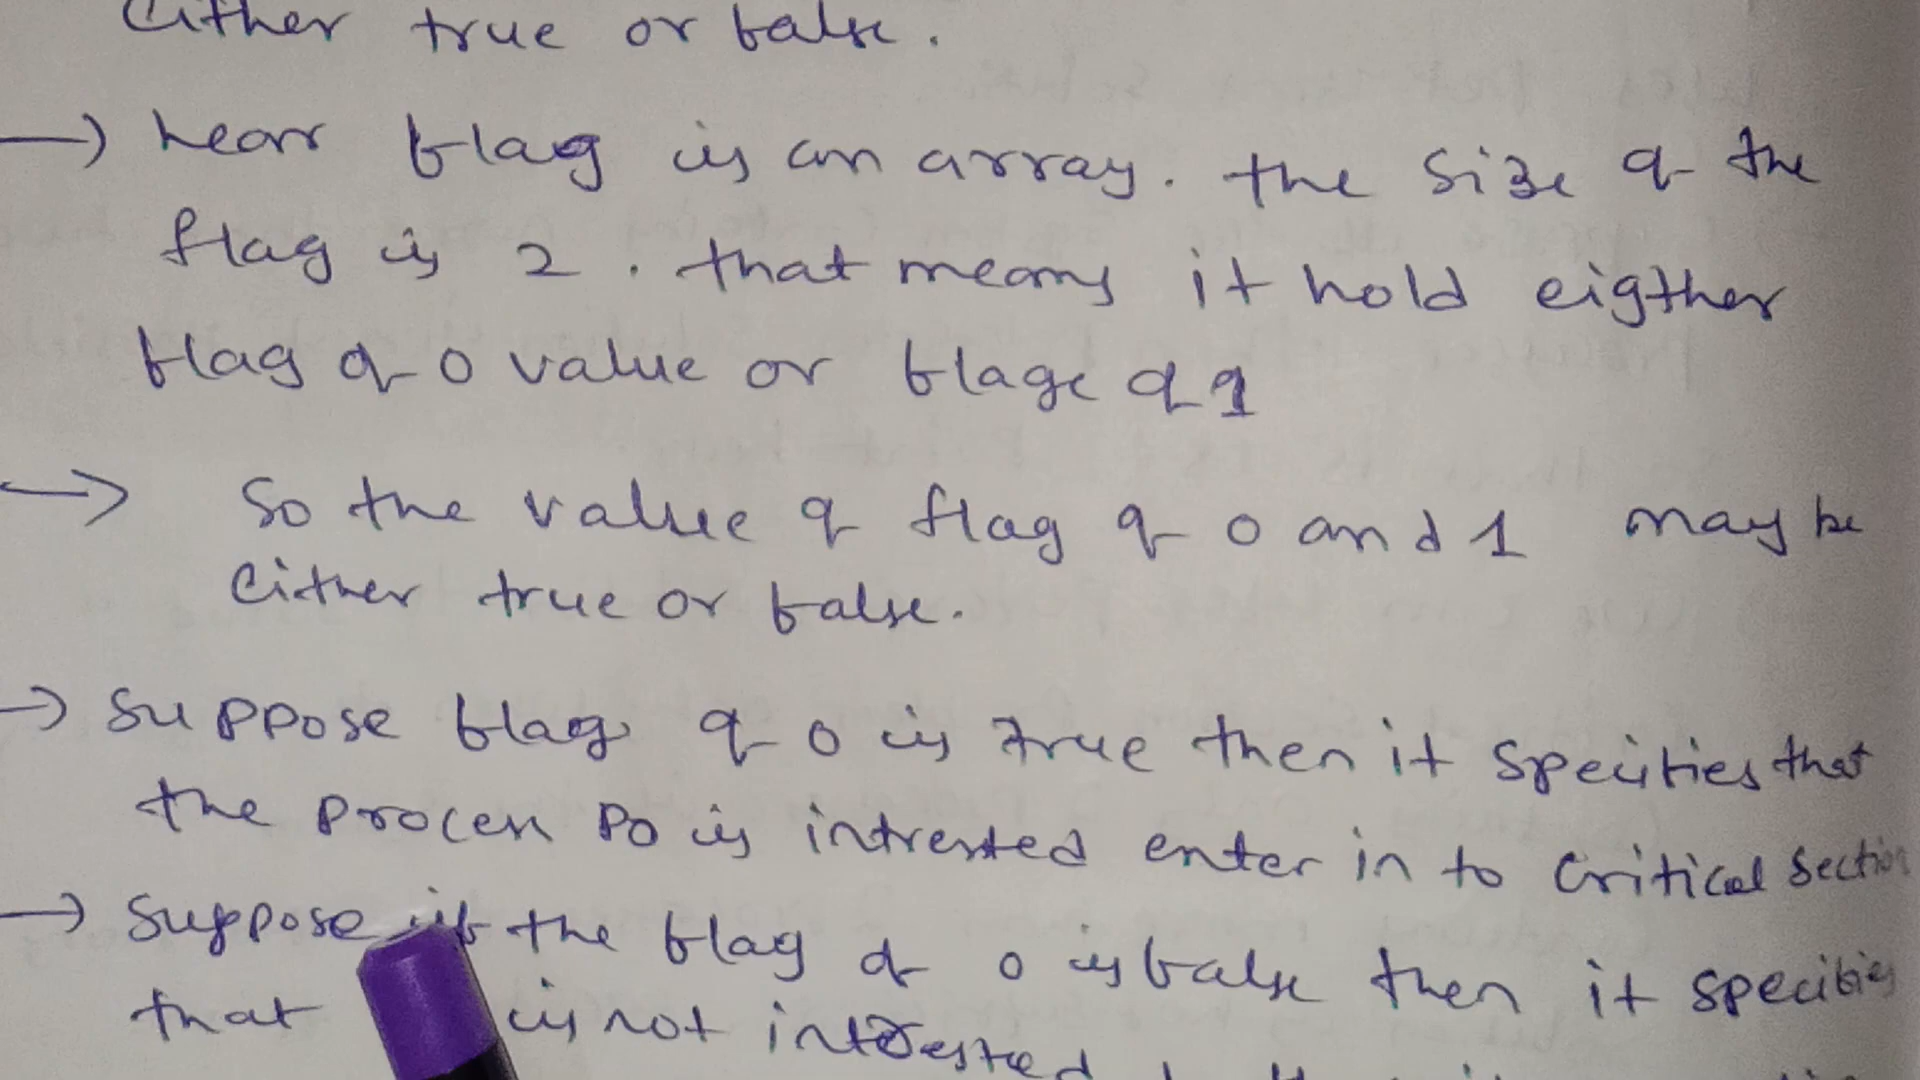 Either true or false.
→ hear flag is an array. the size of the
flag is 2. that means it hold eigther
flag of 0 value or flage of 1
→ So the value of flag of 0 and 1 may be
Either true or false.
→ Suppose flag of 0 is true then it specifies that
the process P0 is intrested enter in to Critical Section
→ Suppose if the flag of 0 is false then it specifies
that is not interested